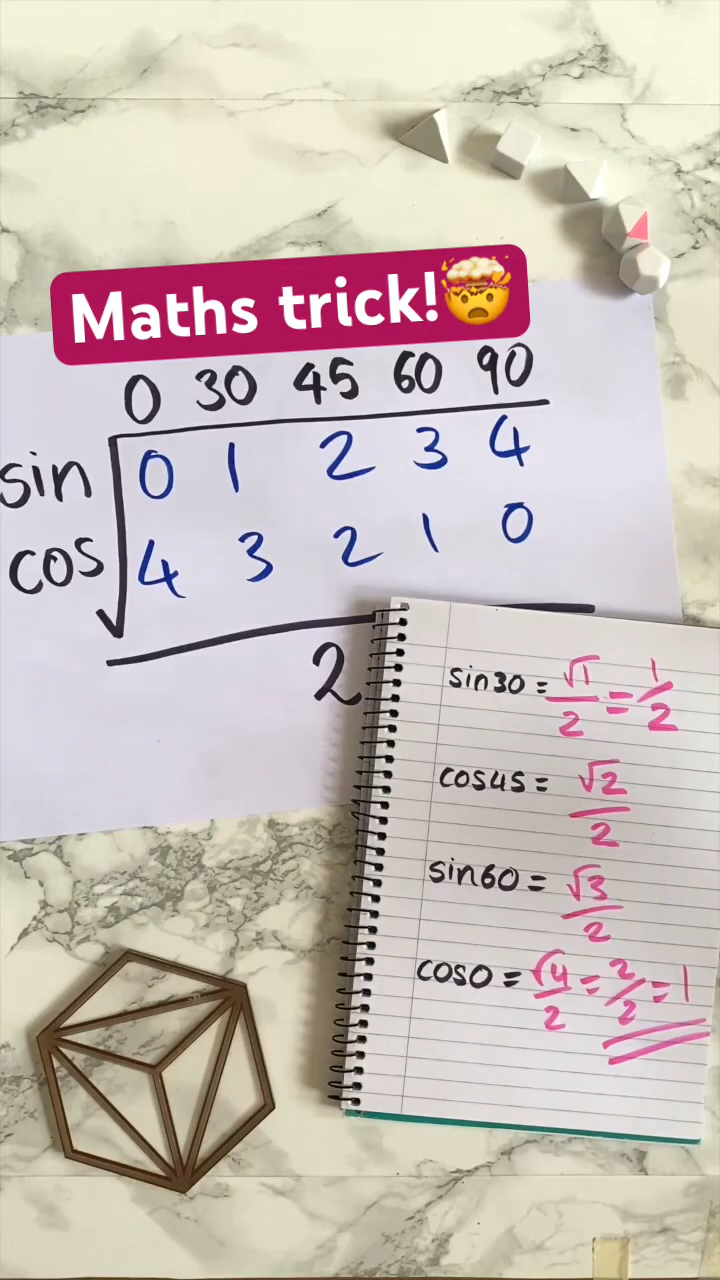 Maths trick!🤯
0 30 45 60 90
sin √ 0 1 2 3 4
cos 4 3 2 1 0
2
sin30 = √1/2 = 1/2
cos45 = √2/2
sin60 = √3/2
cos0 = √4/2 = 2/2 = 1